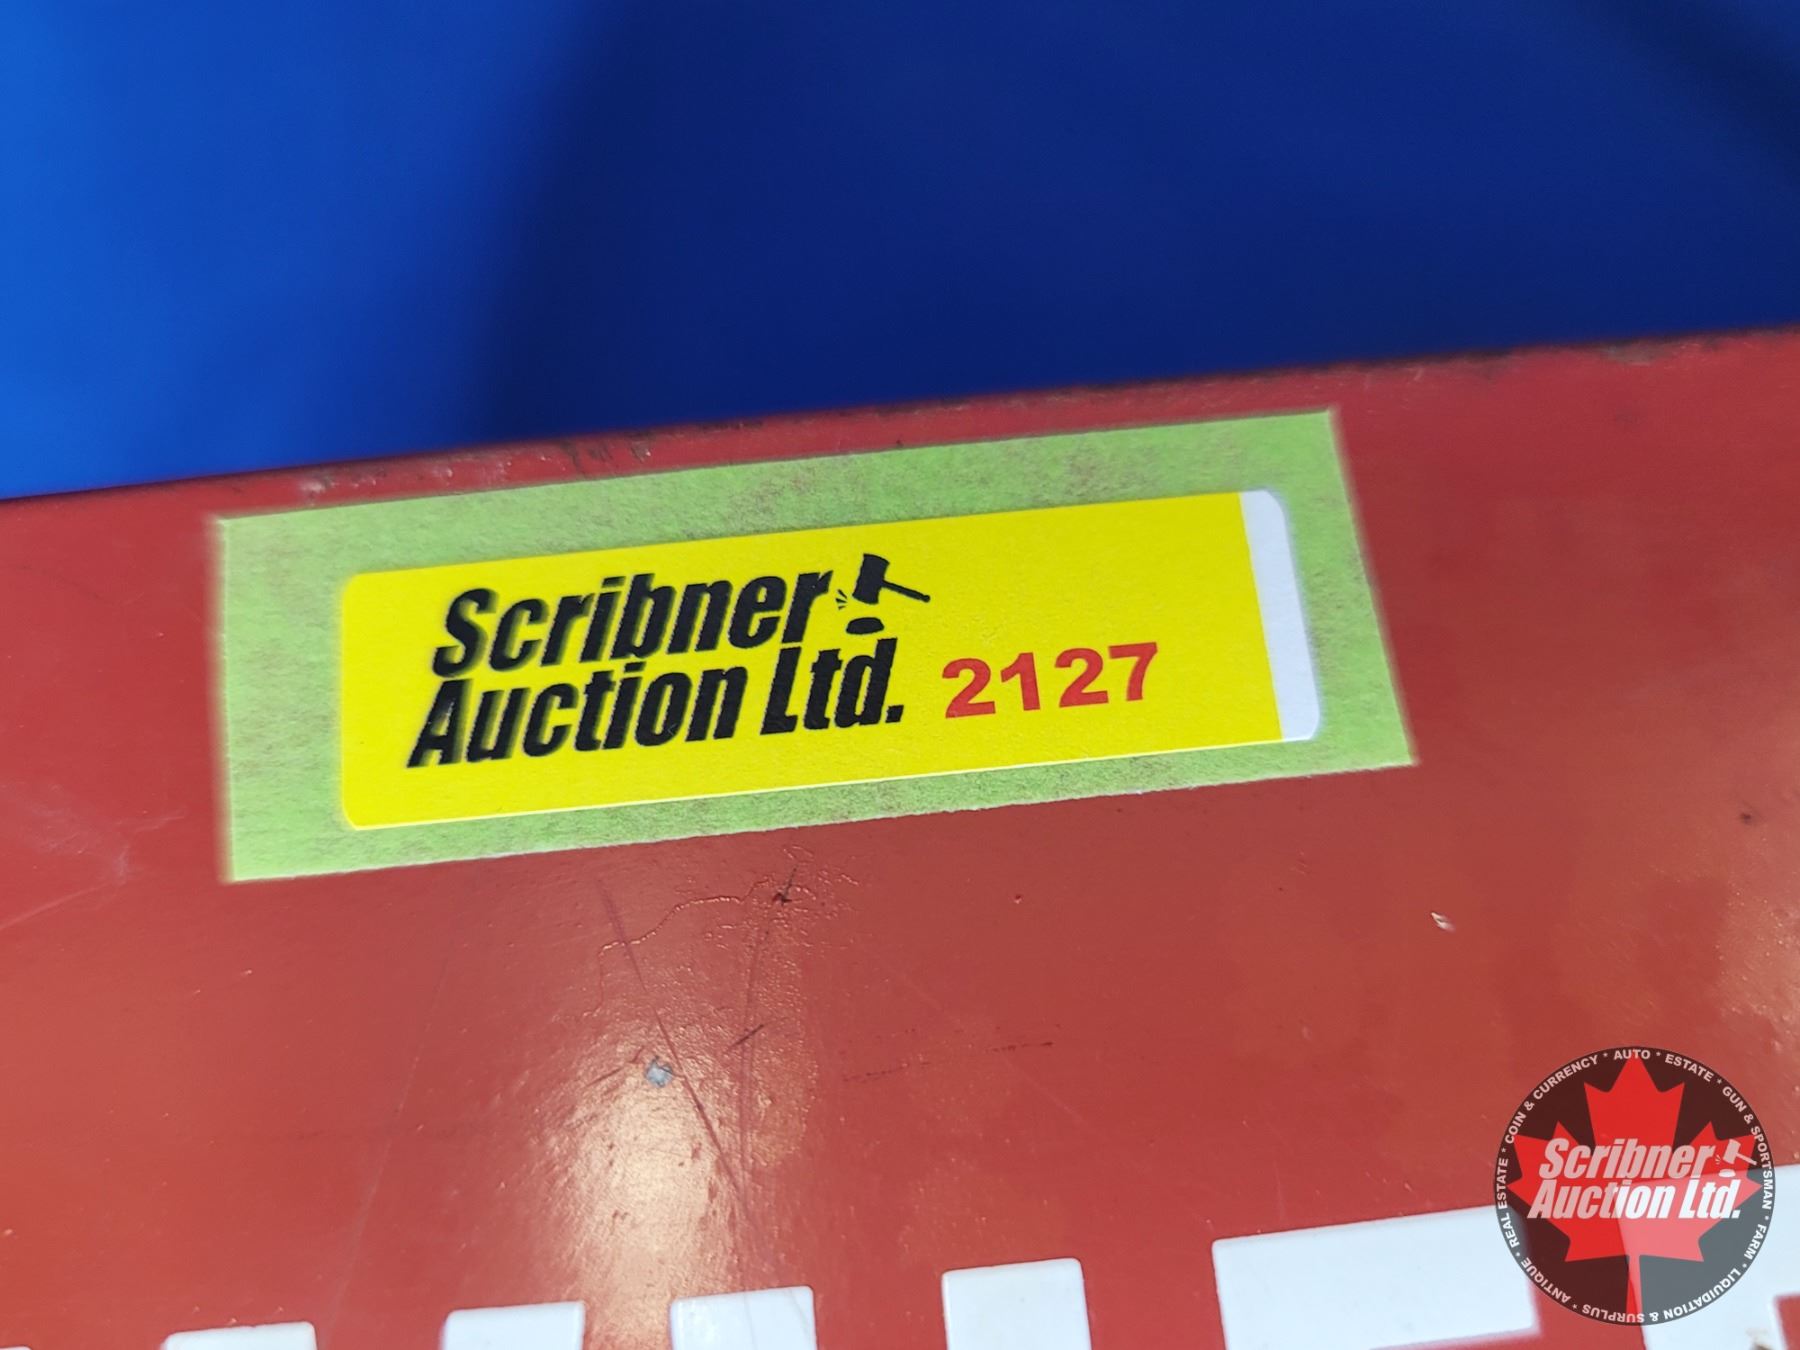 Scribner
Auction Ltd. 2127
COIN & CURRENCY * AUTO * ESTATE * GUN & SPORTSMAN * FARM * LIQUIDATION & SURPLUS * ANTIQUE * REAL ESTATE *
Scribner
Auction Ltd.